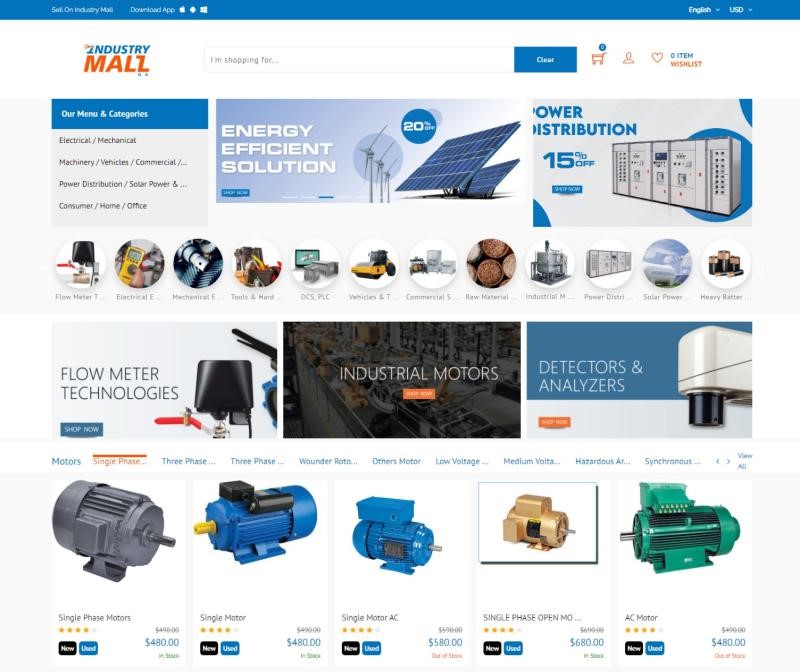 Sell On Industry Mall
Download App
English
USD
INDUSTRY
MALL
I'm shopping for...
Clear
0
0 ITEM
WISHLIST
Our Menu & Categories
Electrical / Mechanical
Machinery / Vehicles / Commercial /...
Power Distribution / Solar Power & ...
Consumer / Home / Office
ENERGY
EFFICIENT
SOLUTION
20% OFF
SHOP NOW
POWER
DISTRIBUTION
15% OFF
SHOP NOW
Flow Meter T ...
Electrical E ...
Mechanical E ...
Tools & Hard ...
DCS, PLC
Vehicles & T ...
Commercial S ...
Raw Material ...
Industrial M ...
Power Distri ...
Solar Power ...
Heavy Batter ...
FLOW METER
TECHNOLOGIES
SHOP NOW
INDUSTRIAL MOTORS
SHOP NOW
DETECTORS &
ANALYZERS
SHOP NOW
Motors
Single Phase...
Three Phase ...
Three Phase ...
Wounder Roto...
Others Motor
Low Voltage ...
Medium Volta...
Hazardous Ar...
Synchronous ...
View
All
Single Phase Motors
$490.00
$480.00
New Used
In Stock
Single Motor
$490.00
$480.00
New Used
In Stock
Single Motor AC
$590.00
$580.00
New Used
Out of Stock
SINGLE PHASE OPEN MO ...
$690.00
$680.00
New Used
In Stock
AC Motor
$490.00
$480.00
New Used
Out of Stock